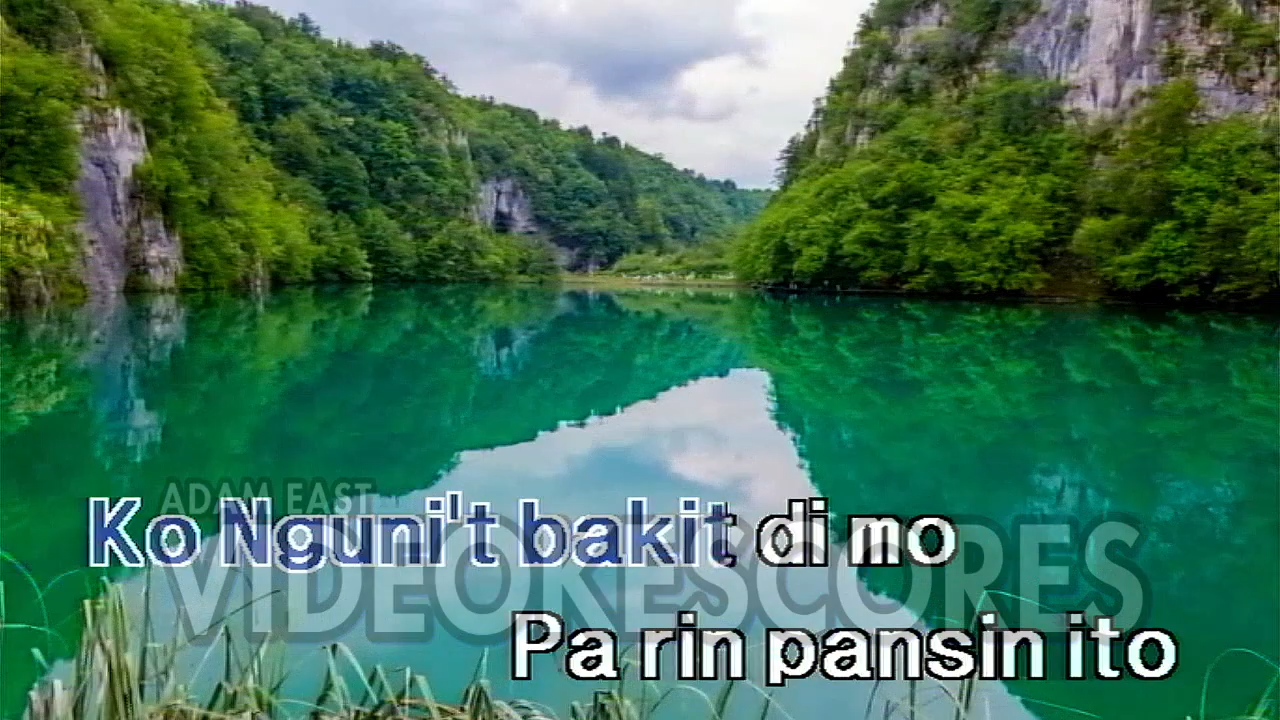 ADAM EAST
Ko Nguni't bakit di mo
VIDEOKESCORES
Pa rin pansin ito